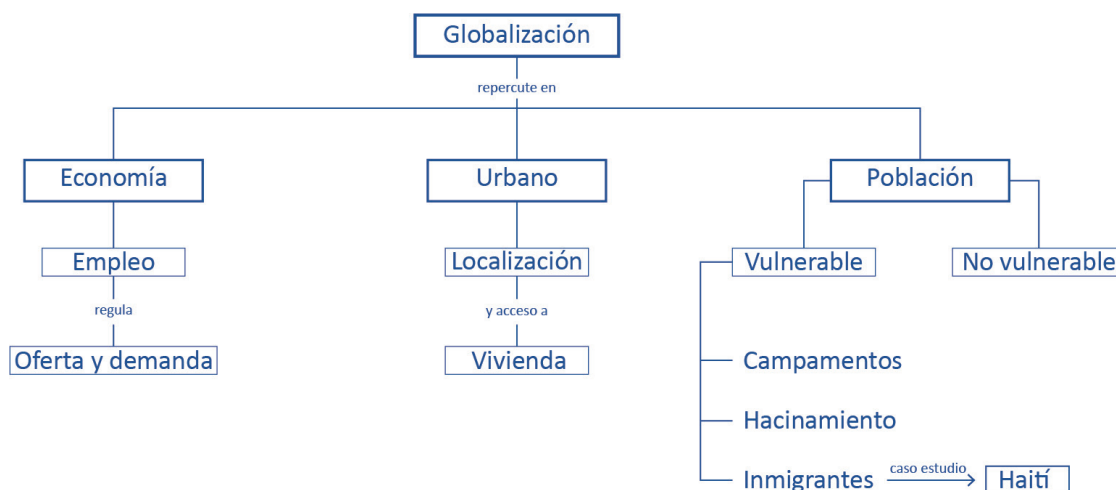 Globalización
repercute en
Economía
Urbano
Población
Empleo
Localización
Vulnerable
No vulnerable
regula
y acceso a
Oferta y demanda
Vivienda
Campamentos
Hacinamiento
Inmigrantes
caso estudio
Haití